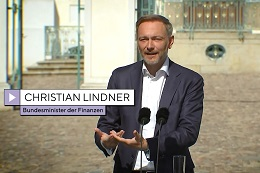 CHRISTIAN LINDNER
Bundesminister der Finanzen